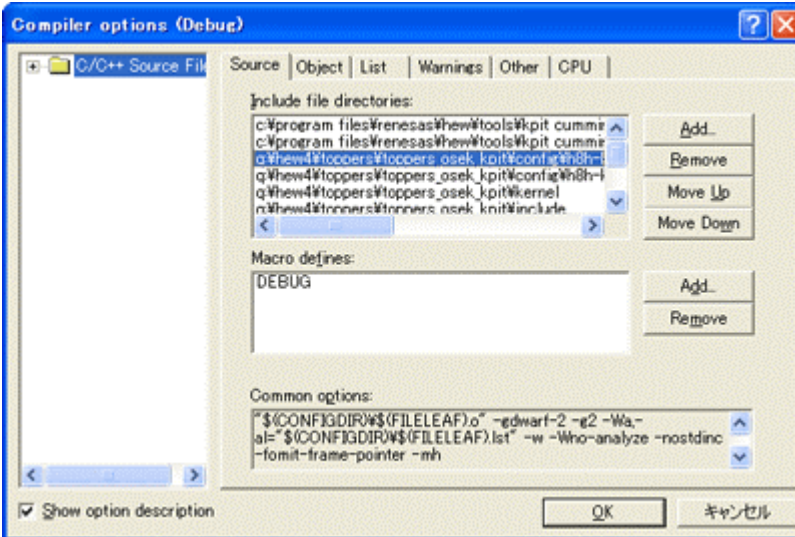 Compiler options (Debug)
C/C++ Source File
Source
Object
List
Warnings
Other
CPU
Include file directories:
c:¥program files¥renesas¥hew¥tools¥kpit cummin
c:¥program files¥renesas¥hew¥tools¥kpit cummin
q:¥hew4¥toppers¥toppers_osek_kpit¥config¥h8h-
q:¥hew4¥toppers¥toppers_osek_kpit¥config¥h8h-
q:¥hew4¥toppers¥toppers_osek_kpit¥kernel
q:¥hew4¥toppers¥toppers_osek_kpit¥include
Add...
Remove
Move Up
Move Down
Macro defines:
DEBUG
Add...
Remove
Common options:
"$(CONFIGDIR)¥$(FILELEAF).o" -gdwarf-2 -g2 -Wa,-
al="$(CONFIGDIR)¥$(FILELEAF).lst" -w -Wno-analyze -nostdinc
-fomit-frame-pointer -mh
Show option description
OK
キャンセル